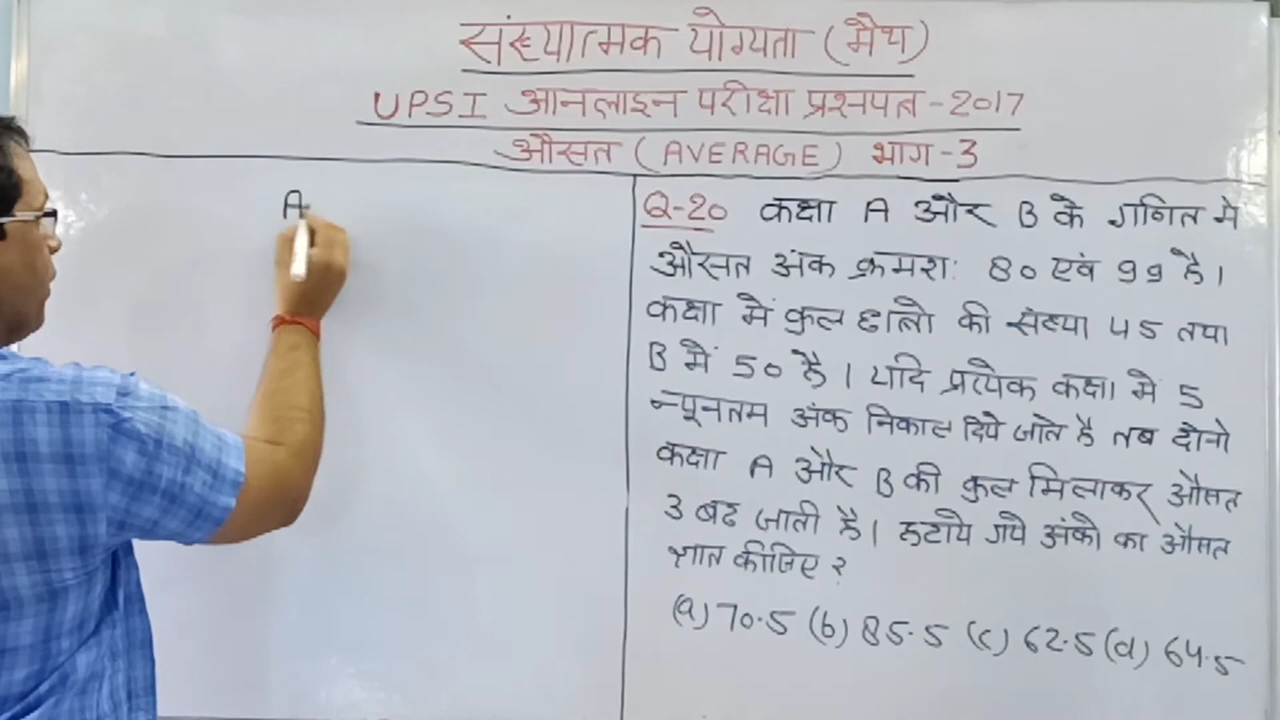 संख्यात्मक योग्यता (मैथ)
UPSI आनलाइन परीक्षा प्रश्नपत्र - 2017
औसत (AVERAGE) भाग - 3
A
Q-20 कक्षा A और B के गणित मे
औसत अंक क्रमश: 80 एवं 99 है।
कक्षा में कुल छात्रो की संख्या 45 तथा
B में 50 है। यदि प्रत्येक कक्षा मे 5
न्यूनतम अंक निकाल दिये जाते है तब दोनो
कक्षा A और B की कुल मिलाकर औसत
3 बढ जाती है। हटाये गये अंको का औसत
ज्ञात कीजिए?
(a) 70.5 (b) 85.5 (c) 62.5 (d) 64.5